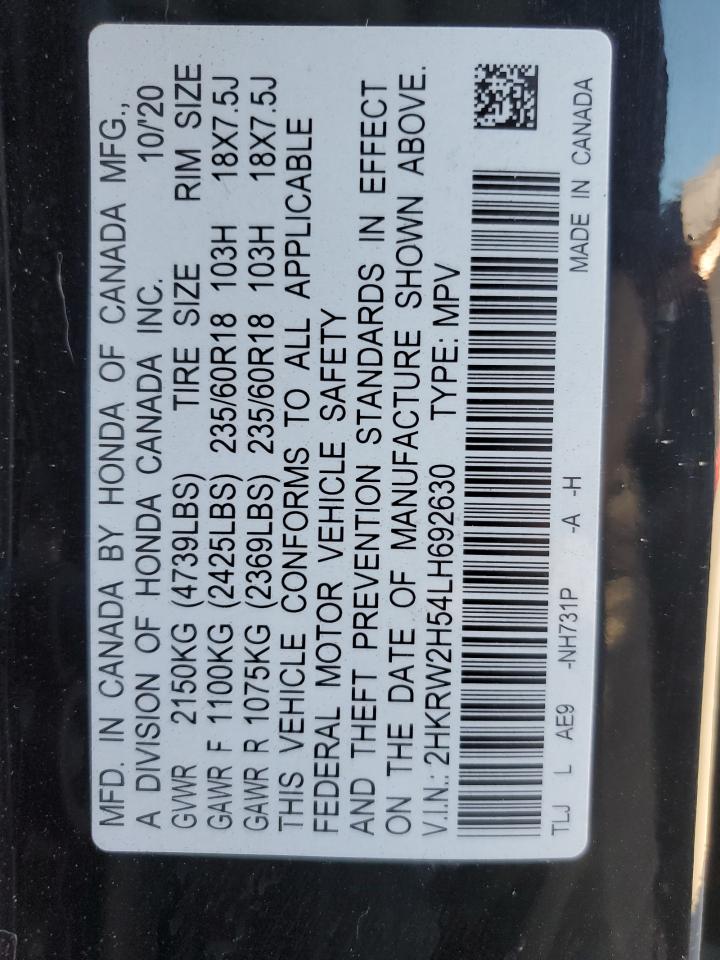 MFD. IN CANADA BY HONDA OF CANADA MFG.,
A DIVISION OF HONDA CANADA INC. 10/'20
GVWR 2150KG (4739LBS) TIRE SIZE RIM SIZE
GAWR F 1100KG (2425LBS) 235/60R18 103H 18X7.5J
GAWR R 1075KG (2369LBS) 235/60R18 103H 18X7.5J
THIS VEHICLE CONFORMS TO ALL APPLICABLE
FEDERAL MOTOR VEHICLE SAFETY
AND THEFT PREVENTION STANDARDS IN EFFECT
ON THE DATE OF MANUFACTURE SHOWN ABOVE.
V.I.N.: 2HKRW2H54LH692630 TYPE: MPV
TLJ L AE9 -NH731P -A -H MADE IN CANADA